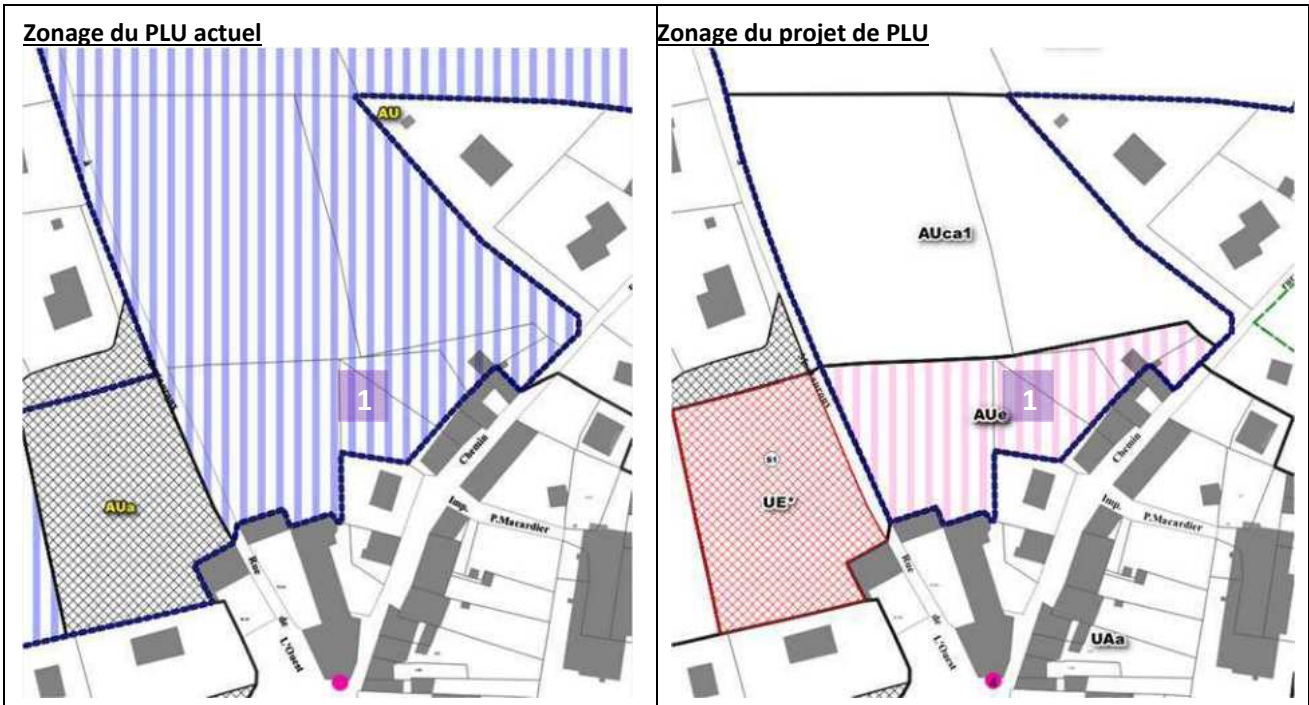 Zonage du PLU actuel
AU
1
AUa
Chemin
Imp.
P.Macardier
Rue
de
L'Ouest
Zonage du projet de PLU
AUca1
1
AUe
51
UE*
Chemin
Imp.
P.Macardier
Rue
de
L'Ouest
UAa